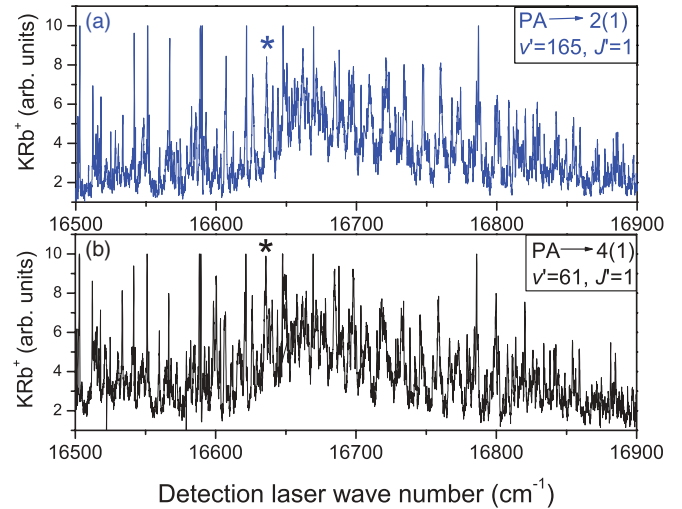 (a)
PA → 2(1)
v'=165, J'=1
*
KRb⁺ (arb. units)
10
8
6
4
2
16500 16600 16700 16800 16900
(b)
PA → 4(1)
v'=61, J'=1
*
KRb⁺ (arb. units)
10
8
6
4
2
16500 16600 16700 16800 16900
Detection laser wave number (cm⁻¹)